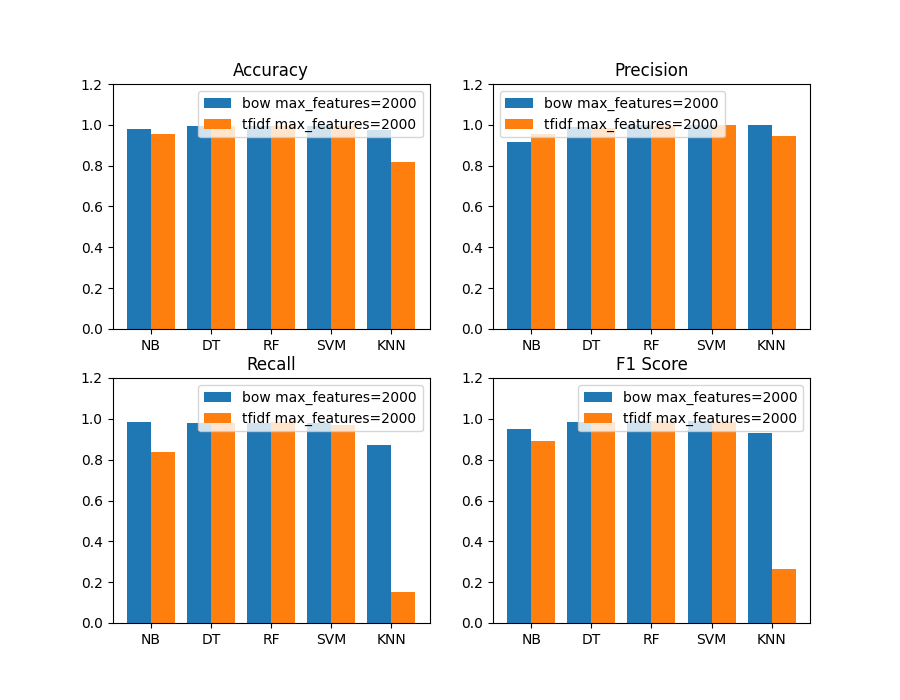 Accuracy
1.2
1.0
0.8
0.6
0.4
0.2
0.0
bow max_features=2000
tfidf max_features=2000
NB DT RF SVM KNN
Precision
1.2
1.0
0.8
0.6
0.4
0.2
0.0
bow max_features=2000
tfidf max_features=2000
NB DT RF SVM KNN
Recall
1.2
1.0
0.8
0.6
0.4
0.2
0.0
bow max_features=2000
tfidf max_features=2000
NB DT RF SVM KNN
F1 Score
1.2
1.0
0.8
0.6
0.4
0.2
0.0
bow max_features=2000
tfidf max_features=2000
NB DT RF SVM KNN